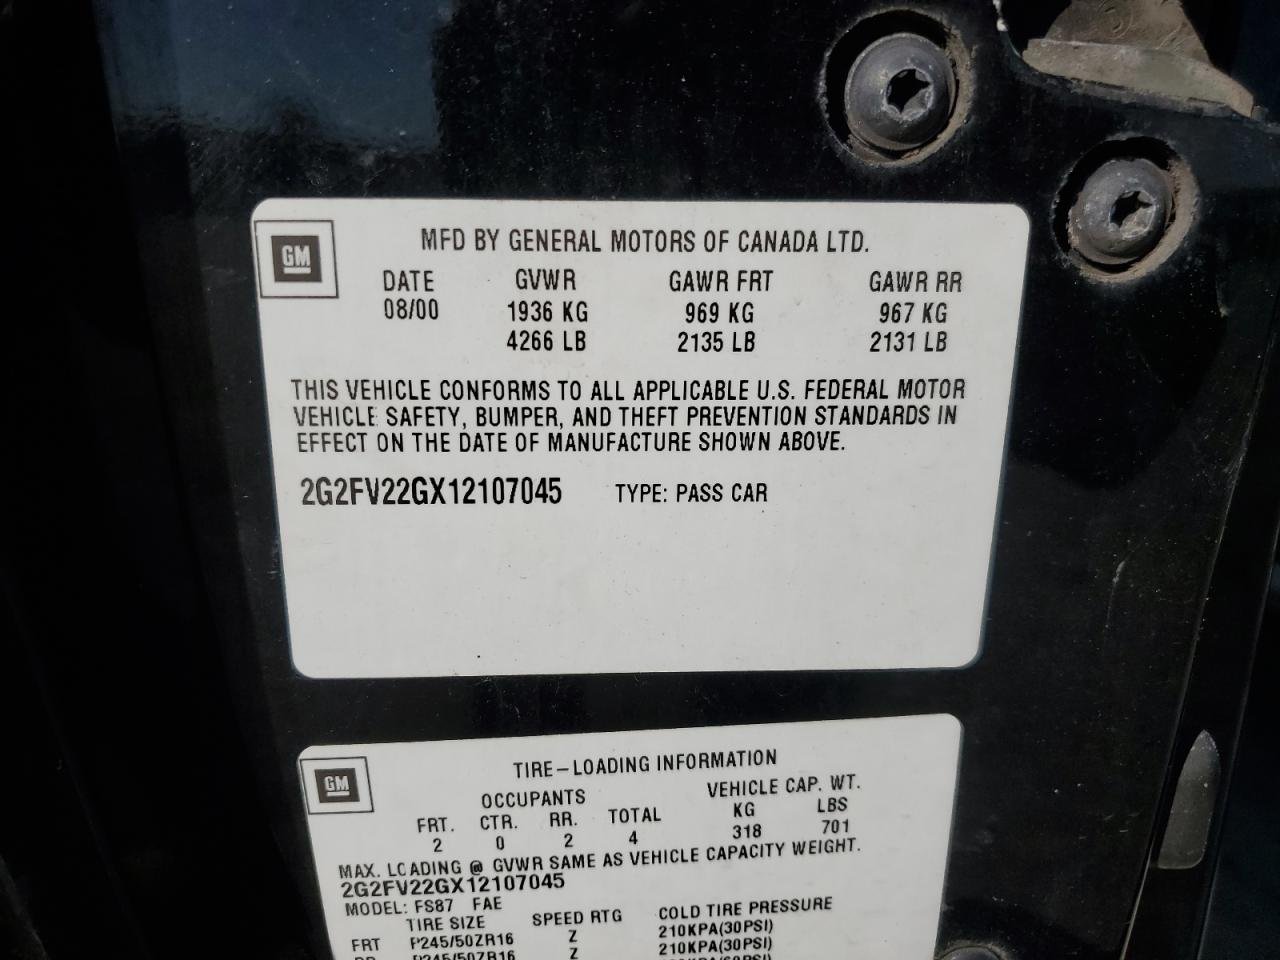 GM
MFD BY GENERAL MOTORS OF CANADA LTD.
DATE GVWR GAWR FRT GAWR RR
08/00 1936 KG 969 KG 967 KG
4266 LB 2135 LB 2131 LB
THIS VEHICLE CONFORMS TO ALL APPLICABLE U.S. FEDERAL MOTOR
VEHICLE SAFETY, BUMPER, AND THEFT PREVENTION STANDARDS IN
EFFECT ON THE DATE OF MANUFACTURE SHOWN ABOVE.
2G2FV22GX12107045 TYPE: PASS CAR
GM
TIRE-LOADING INFORMATION
OCCUPANTS VEHICLE CAP. WT.
FRT. CTR. RR. TOTAL KG LBS
2 0 2 4 318 701
MAX. LOADING @ GVWR SAME AS VEHICLE CAPACITY WEIGHT.
2G2FV22GX12107045
MODEL: FS87 FAE
TIRE SIZE SPEED RTG COLD TIRE PRESSURE
FRT P245/50ZR16 Z 210KPA(30PSI)
RR P245/50ZR16 Z 210KPA(30PSI)